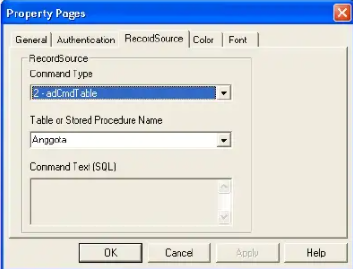 Property Pages
General Authentication RecordSource Color Font
RecordSource
Command Type
2 - adCmdTable
Table or Stored Procedure Name
Anggota
Command Text (SQL)
OK Cancel Apply Help